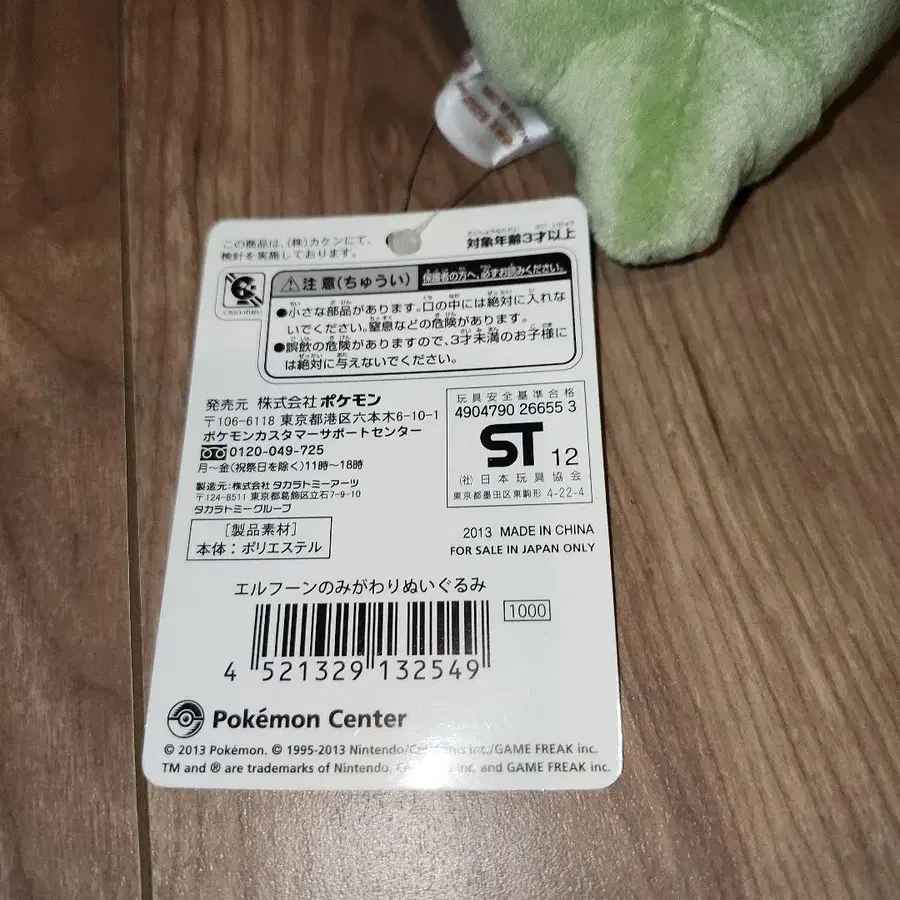 この商品は、(株)カケンにて、
検針を実施しております。
対象年齢3才以上
⚠注意(ちゅうい) 保護者の方へ、必ずお読みください。
●小さな部品があります。口の中には絶対に入れな
いでください。窒息などの危険があります。
●誤飲の危険がありますので、3才未満のお子様に
は絶対に与えないでください。
発売元 株式会社ポケモン
〒106-6118 東京都港区六本木6-10-1
ポケモンカスタマーサポートセンター
0120-049-725
月～金(祝祭日を除く)11時～18時
製造元:株式会社 タカラトミーアーツ
〒124-8511 東京都葛飾区立石7-9-10
タカラトミーグループ
[製品素材]
本体：ポリエステル
玩具安全基準合格
4904790 26655 3
ST 12
(社)日本玩具協会
東京都墨田区東駒形 4-22-4
2013 MADE IN CHINA
FOR SALE IN JAPAN ONLY
エルフーンのみがわりぬいぐるみ
1000
4 521329 132549
Pokémon Center
© 2013 Pokémon. © 1995-2013 Nintendo/Creatures Inc./GAME FREAK inc.
TM and ® are trademarks of Nintendo, Creatures Inc. and GAME FREAK inc.